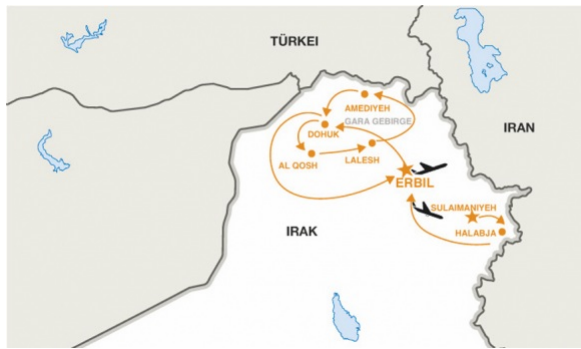 TÜRKEI
AMEDIYEH
GARA GEBIRGE
DOHUK
IRAN
AL QOSH
LALESH
ERBIL
SULAIMANIYEH
IRAK
HALABJA